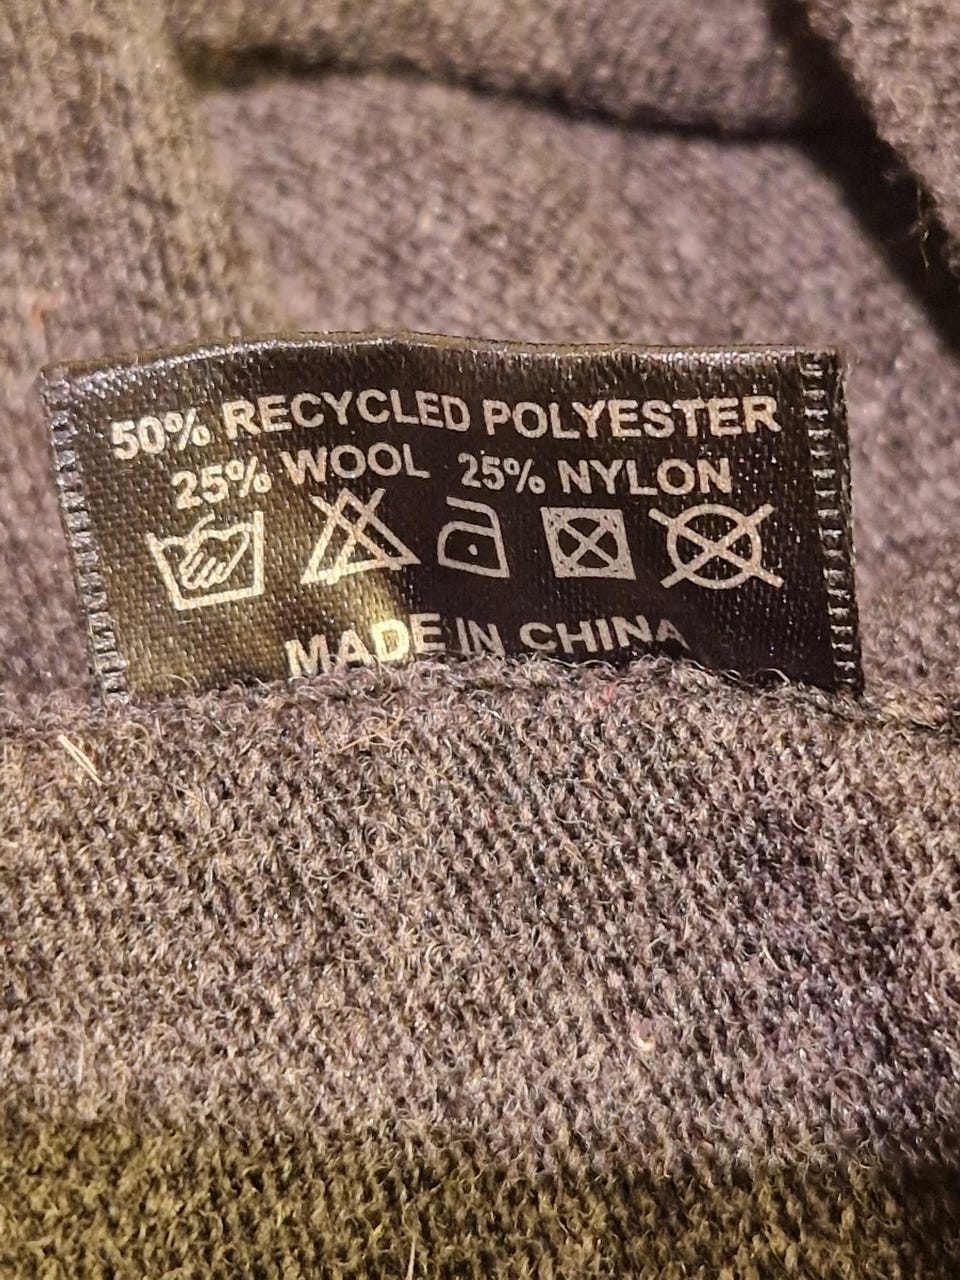 50% RECYCLED POLYESTER
25% WOOL 25% NYLON
MADE IN CHINA